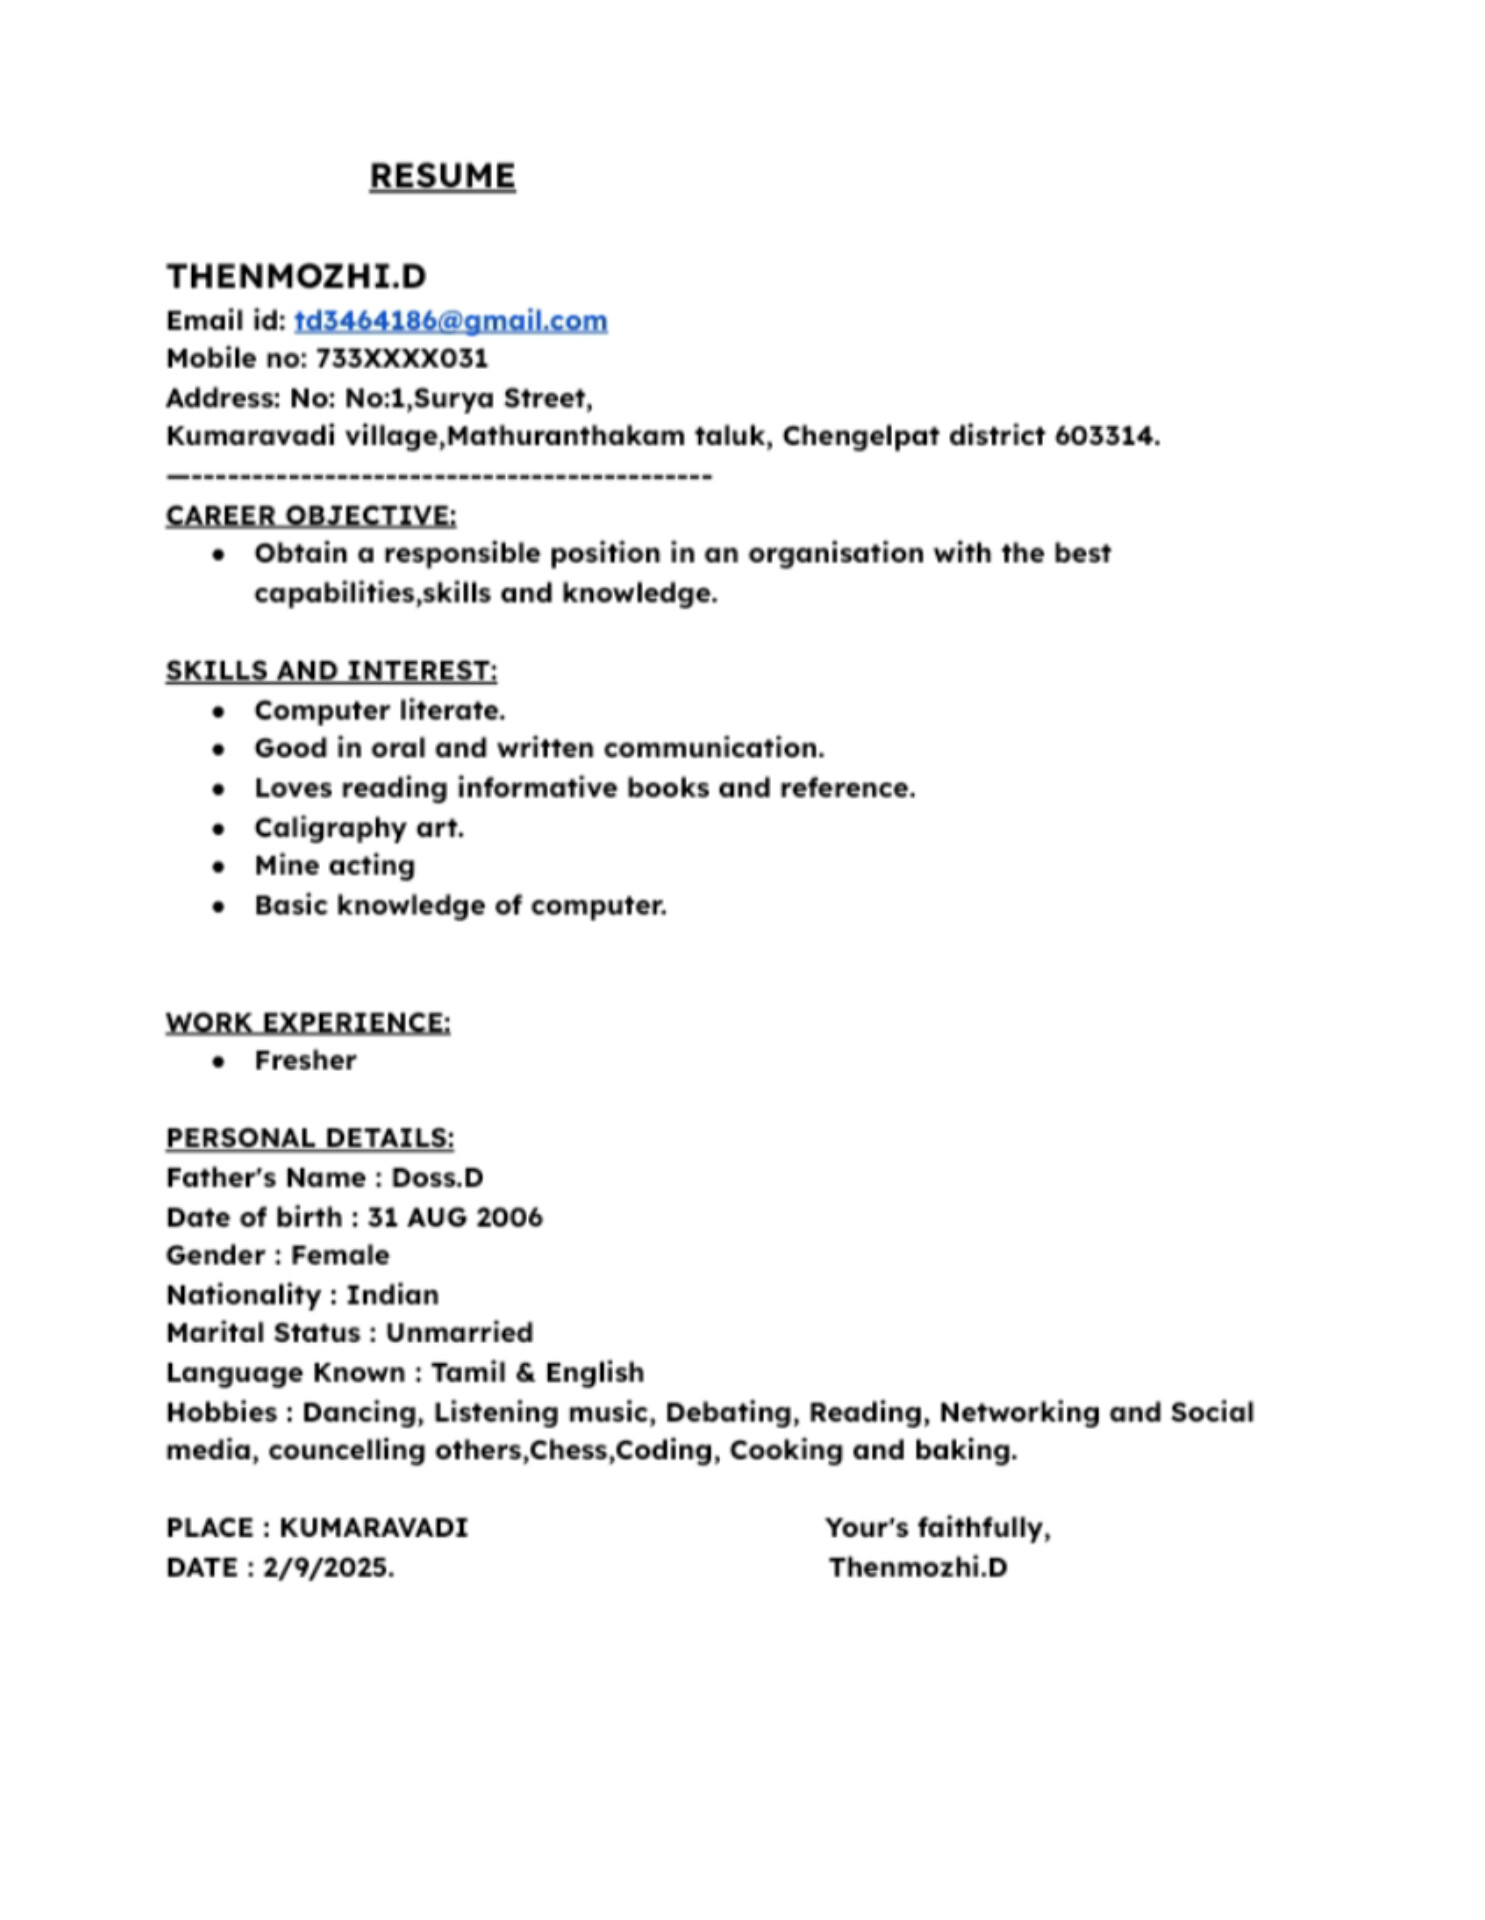 RESUME
THENMOZHI.D
Email id: td3464186@gmail.com
Mobile no: 733XXXX031
Address: No: No:1,Surya Street,
Kumaravadi village,Mathuranthakam taluk, Chengelpat district 603314.
—-------------------------------------------
CAREER OBJECTIVE:
● Obtain a responsible position in an organisation with the best
capabilities,skills and knowledge.
SKILLS AND INTEREST:
● Computer literate.
● Good in oral and written communication.
● Loves reading informative books and reference.
● Caligraphy art.
● Mine acting
● Basic knowledge of computer.
WORK EXPERIENCE:
● Fresher
PERSONAL DETAILS:
Father's Name : Doss.D
Date of birth : 31 AUG 2006
Gender : Female
Nationality : Indian
Marital Status : Unmarried
Language Known : Tamil & English
Hobbies : Dancing, Listening music, Debating, Reading, Networking and Social
media, councelling others,Chess,Coding, Cooking and baking.
PLACE : KUMARAVADI Your's faithfully,
DATE : 2/9/2025. Thenmozhi.D